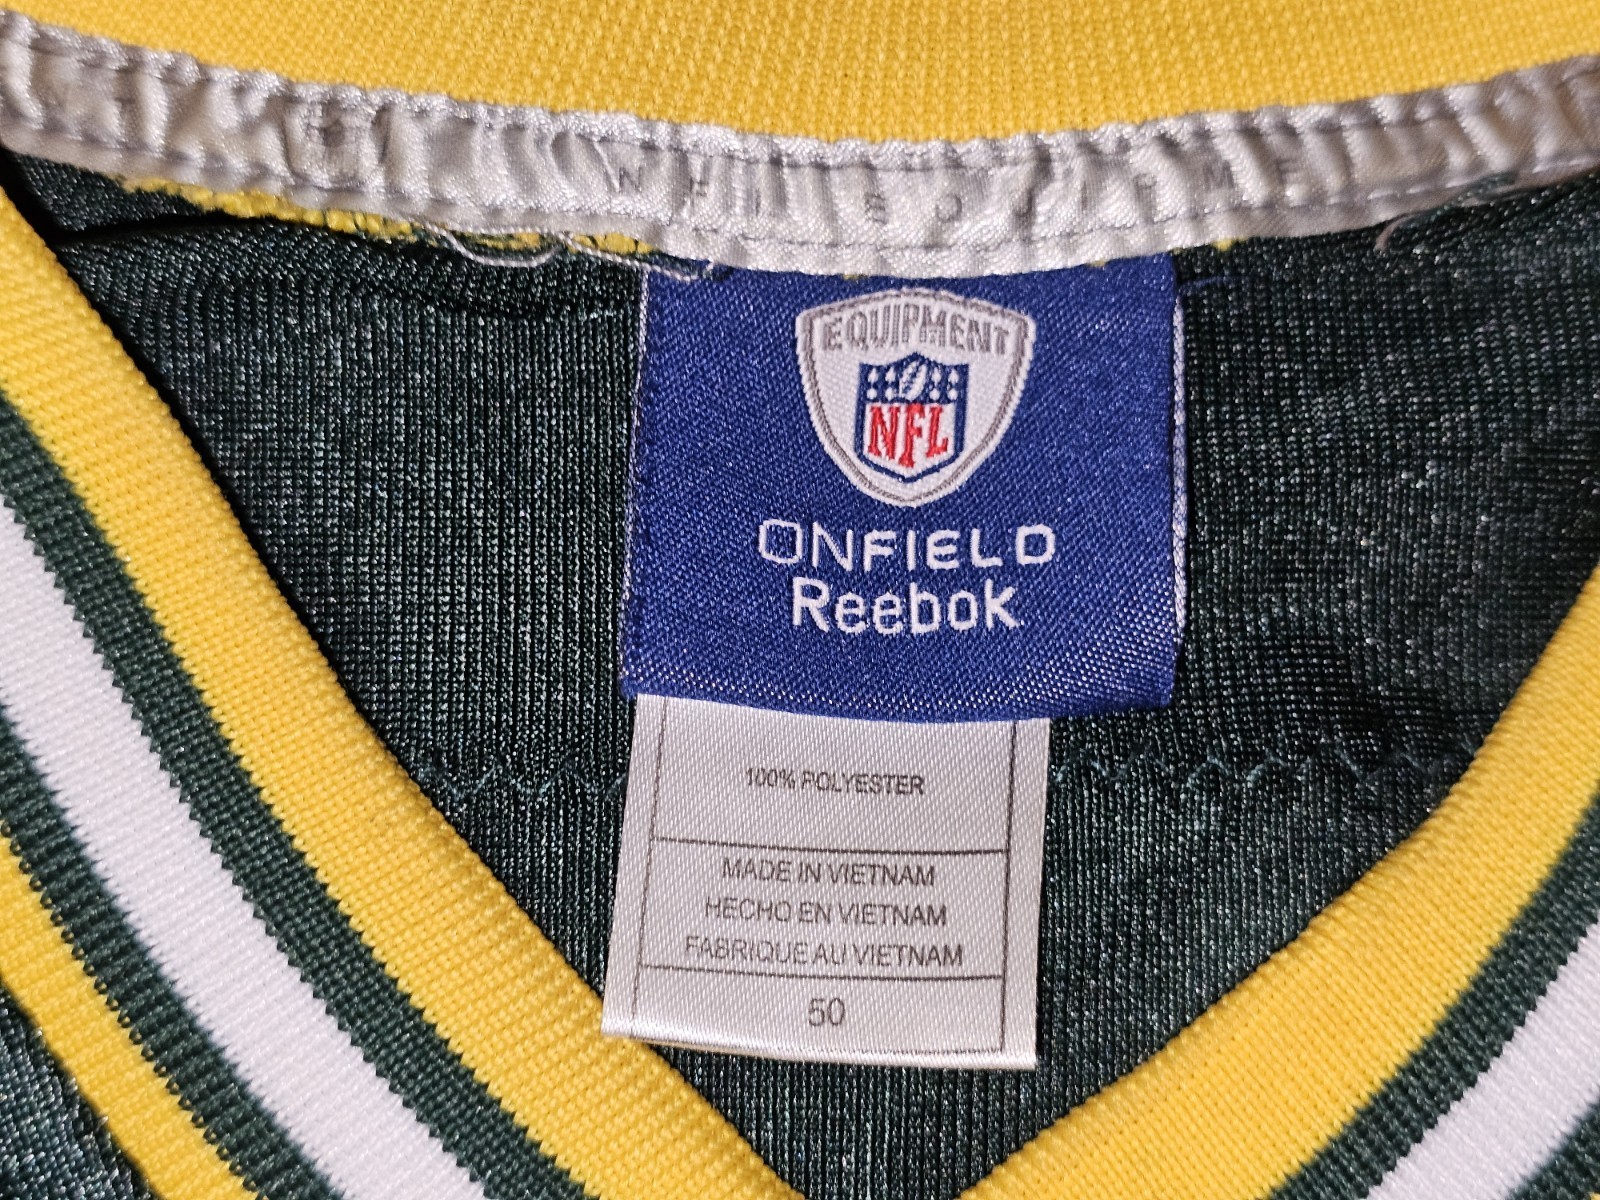 EQUIPMENT
NFL
ONFIELD
Reebok
100% POLYESTER
MADE IN VIETNAM
HECHO EN VIETNAM
FABRIQUE AU VIETNAM
50